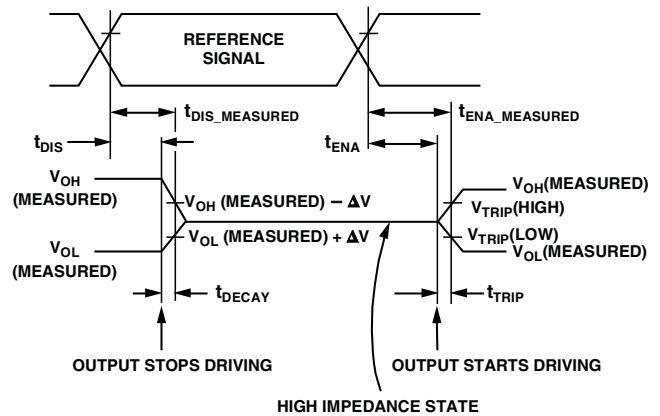 REFERENCE
SIGNAL
tDIS_MEASURED
tENA_MEASURED
tDIS
tENA
VOH
(MEASURED)
VOH (MEASURED) – ΔV
VOL (MEASURED) + ΔV
VOL
(MEASURED)
VOH(MEASURED)
VTRIP(HIGH)
VTRIP(LOW)
VOL(MEASURED)
tDECAY
tTRIP
OUTPUT STOPS DRIVING
OUTPUT STARTS DRIVING
HIGH IMPEDANCE STATE